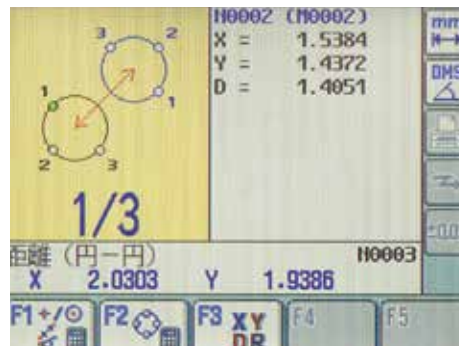 N0002 (M0002)
X = 1.5384
Y = 1.4372
D = 1.4051
mm
DMS
3
2
1
1
2
3
1/3
距離 (円ー円)
N0003
X 2.0303 Y 1.9386
F1 +/
F2
F3 XY
DR
F4
F5